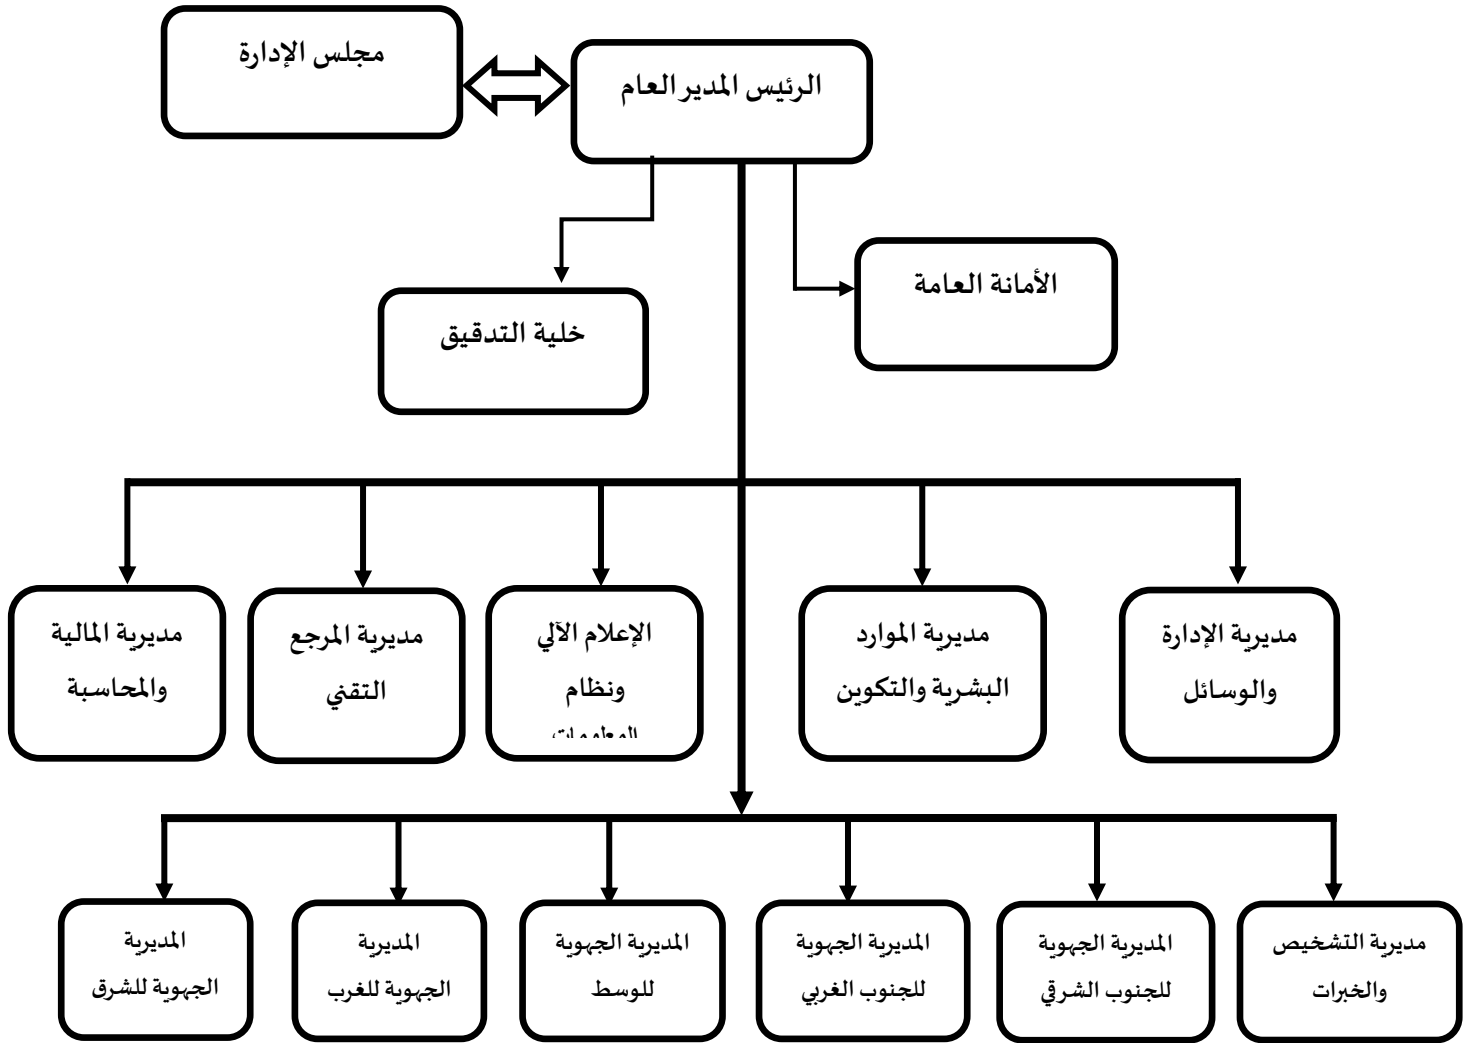 مجلس الإدارة
الرئيس المدير العام
الأمانة العامة
خلية التدقيق
مديرية الإدارة
والوسائل
مديرية الموارد
البشرية والتكوين
الإعلام الآلي
ونظام
المعلومات
مديرية المرجع
التقني
مديرية المالية
والمحاسبة
مديرية التشخيص
والخبرات
المديرية الجهوية
للجنوب الشرقي
المديرية الجهوية
للجنوب الغربي
المديرية الجهوية
للوسط
المديرية
الجهوية للغرب
المديرية
الجهوية للشرق